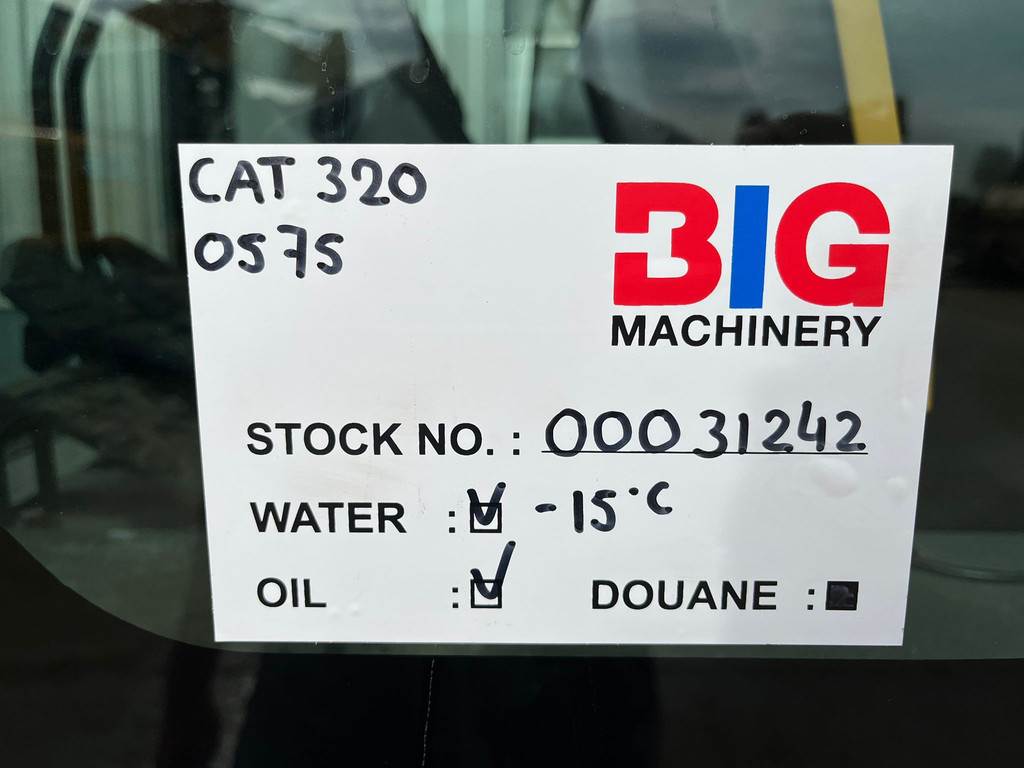 CAT 320
0575
BIG
MACHINERY
STOCK NO. : 00031242
WATER : ☑ -15°C
OIL : ☑ DOUANE : ■